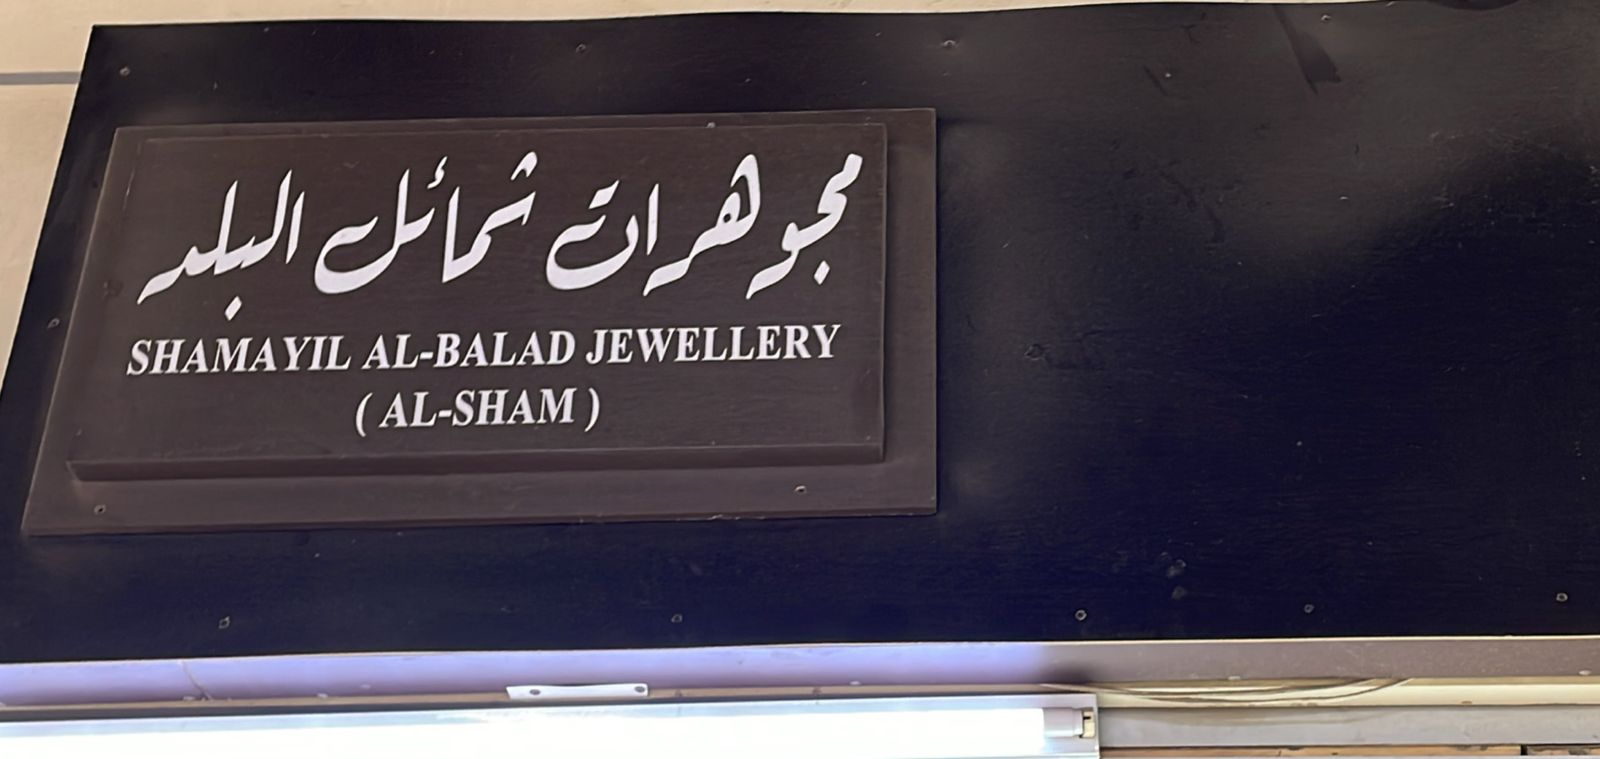 مجوهرات شمائل البلد
SHAMAYIL AL-BALAD JEWELLERY
( AL-SHAM )